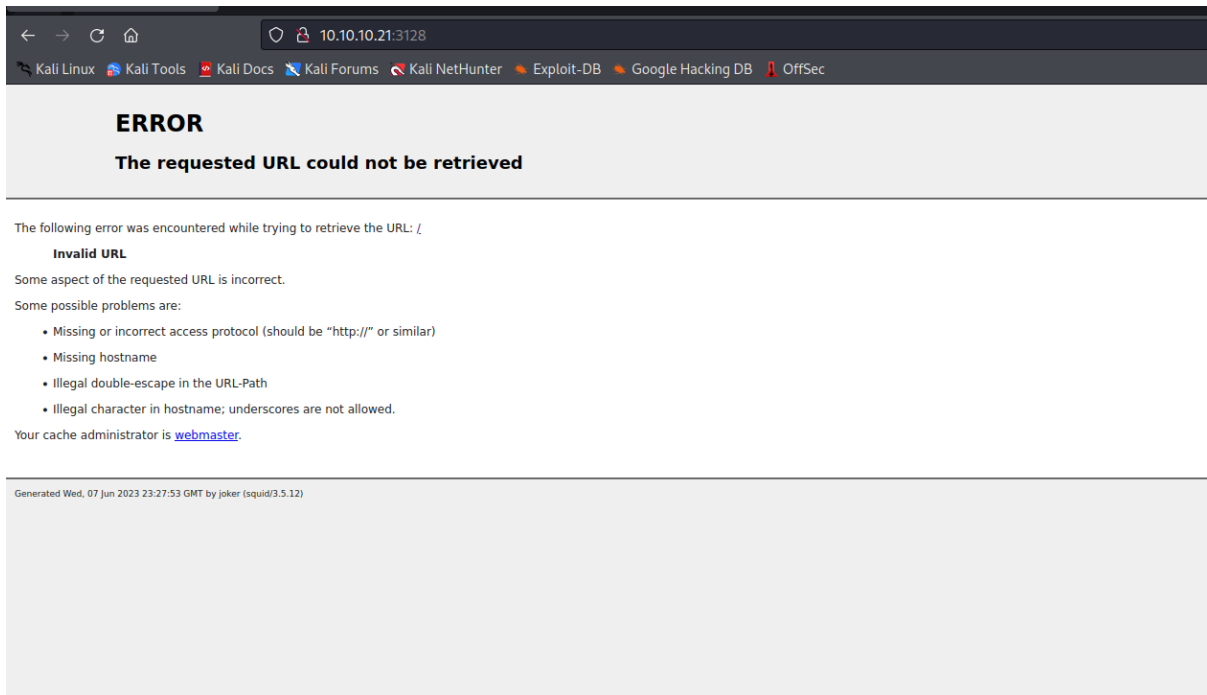 10.10.10.21:3128
Kali Linux Kali Tools Kali Docs Kali Forums Kali NetHunter Exploit-DB Google Hacking DB OffSec
ERROR
The requested URL could not be retrieved
The following error was encountered while trying to retrieve the URL: /
Invalid URL
Some aspect of the requested URL is incorrect.
Some possible problems are:
• Missing or incorrect access protocol (should be “http://” or similar)
• Missing hostname
• Illegal double-escape in the URL-Path
• Illegal character in hostname; underscores are not allowed.
Your cache administrator is webmaster.
Generated Wed, 07 Jun 2023 23:27:53 GMT by joker (squid/3.5.12)